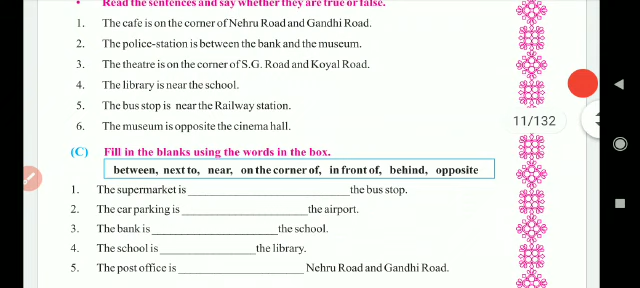 • Read the sentences and say whether they are true or false.
1. The cafe is on the corner of Nehru Road and Gandhi Road.
2. The police-station is between the bank and the museum.
3. The theatre is on the corner of S.G. Road and Koyal Road.
4. The library is near the school.
5. The bus stop is near the Railway station.
6. The museum is opposite the cinema hall.
11/132
(C) Fill in the blanks using the words in the box.
between, next to, near, on the corner of, in front of, behind, opposite
1. The supermarket is ______________ the bus stop.
2. The car parking is ______________ the airport.
3. The bank is ______________ the school.
4. The school is ______________ the library.
5. The post office is ______________ Nehru Road and Gandhi Road.